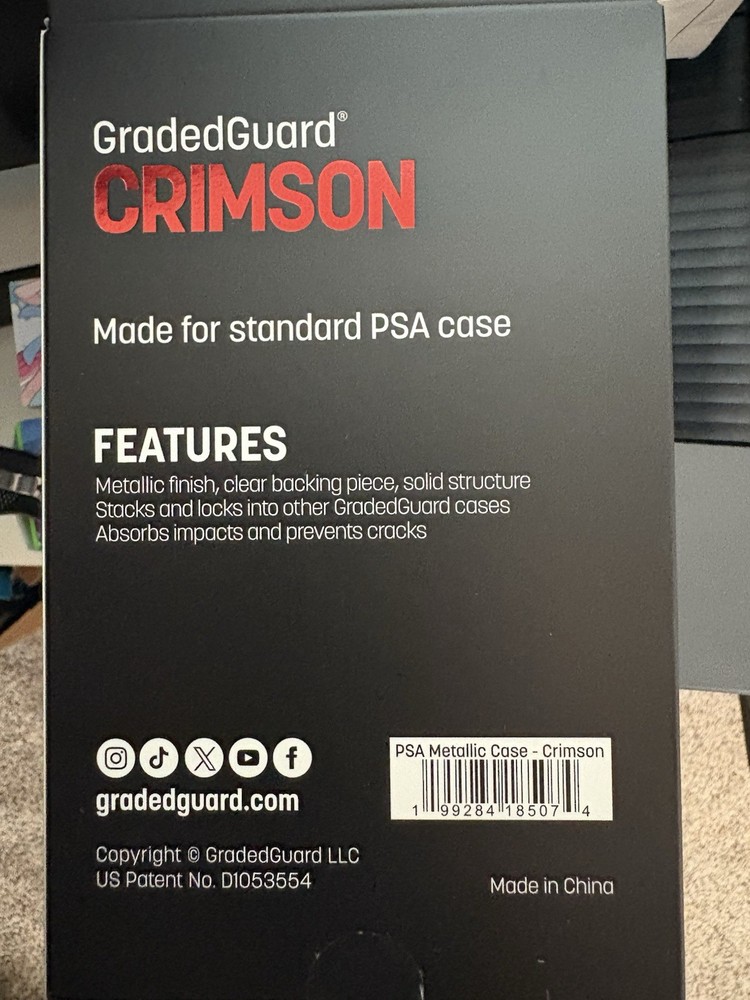 GradedGuard®
CRIMSON
Made for standard PSA case
FEATURES
Metallic finish, clear backing piece, solid structure
Stacks and locks into other GradedGuard cases
Absorbs impacts and prevents cracks
gradedguard.com
PSA Metallic Case - Crimson
1 99284 18507 4
Copyright © GradedGuard LLC
US Patent No. D1053554
Made in China